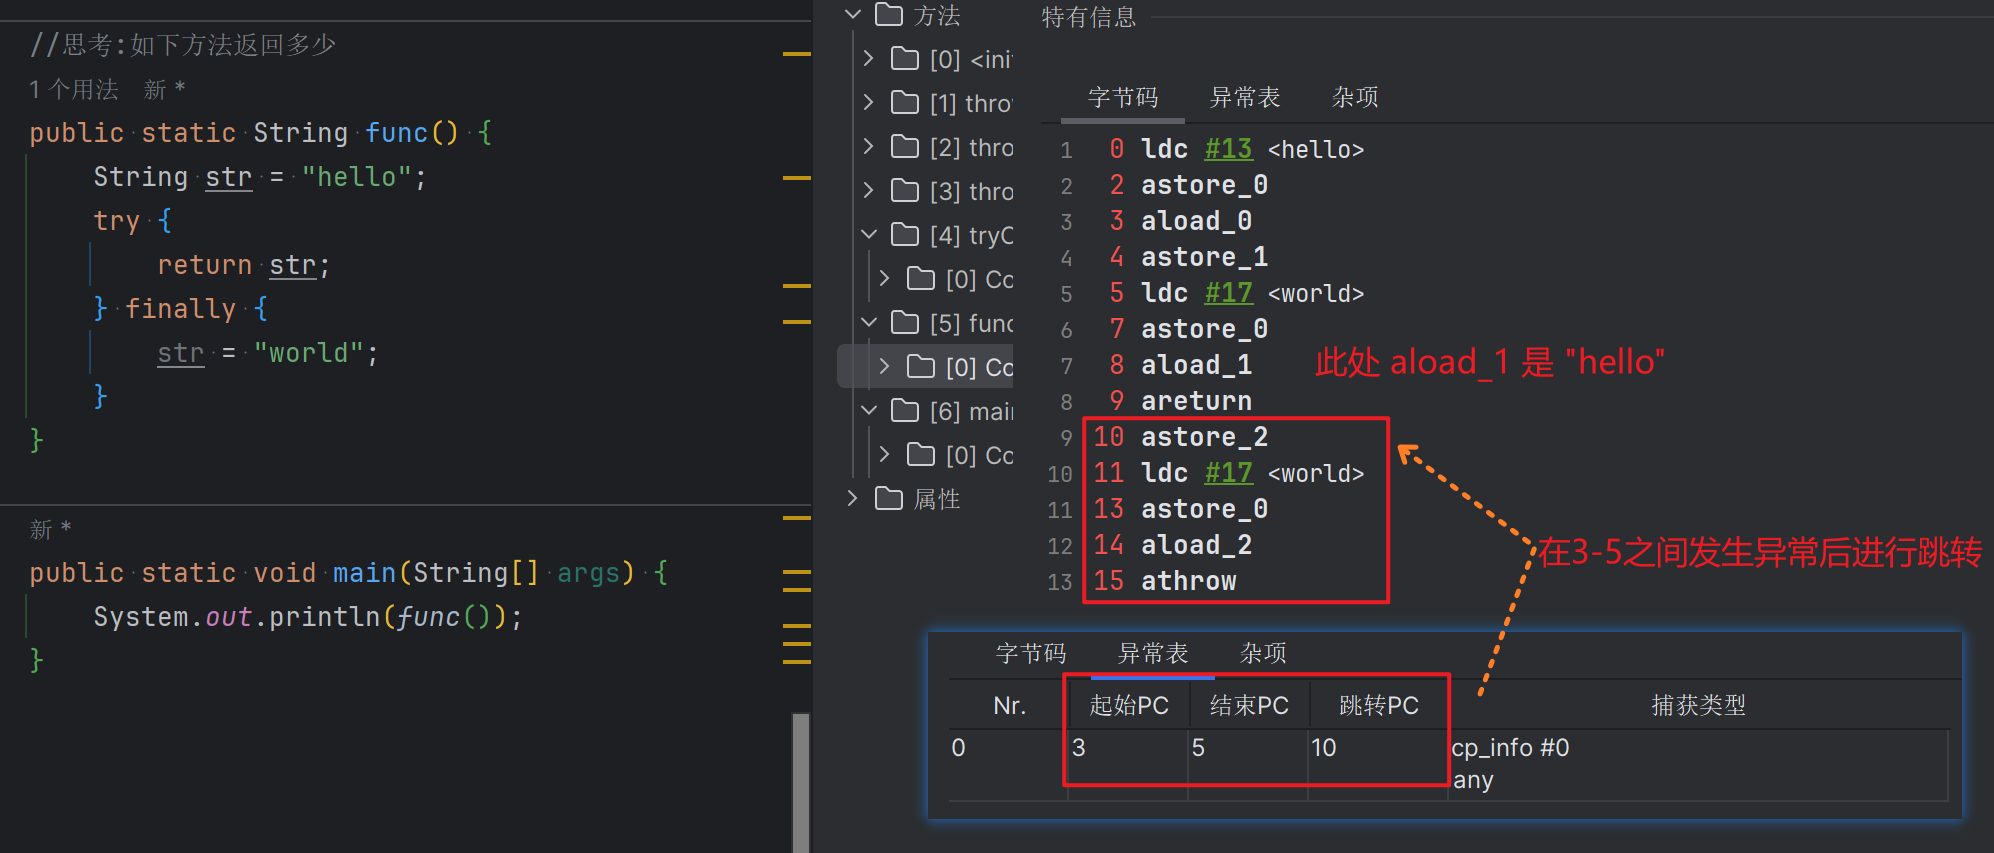 //思考:如下方法返回多少
1 个用法 新 *
public static String func() {
String str = "hello";
try {
return str;
} finally {
str = "world";
}
}
新 *
public static void main(String[] args) {
System.out.println(func());
}
方法
[0] <ini
[1] thro
[2] thro
[3] thro
[4] tryC
[0] Co
[5] func
[0] Co
[6] mai
[0] Co
属性
特有信息
字节码 异常表 杂项
1 0 ldc #13 <hello>
2 2 astore_0
3 3 aload_0
4 4 astore_1
5 5 ldc #17 <world>
6 7 astore_0
7 8 aload_1
8 9 areturn
9 10 astore_2
10 11 ldc #17 <world>
11 13 astore_0
12 14 aload_2
13 15 athrow
此处 aload_1 是 "hello"
在3-5之间发生异常后进行跳转
字节码 异常表 杂项
Nr. 起始PC 结束PC 跳转PC 捕获类型
0 3 5 10 cp_info #0
any